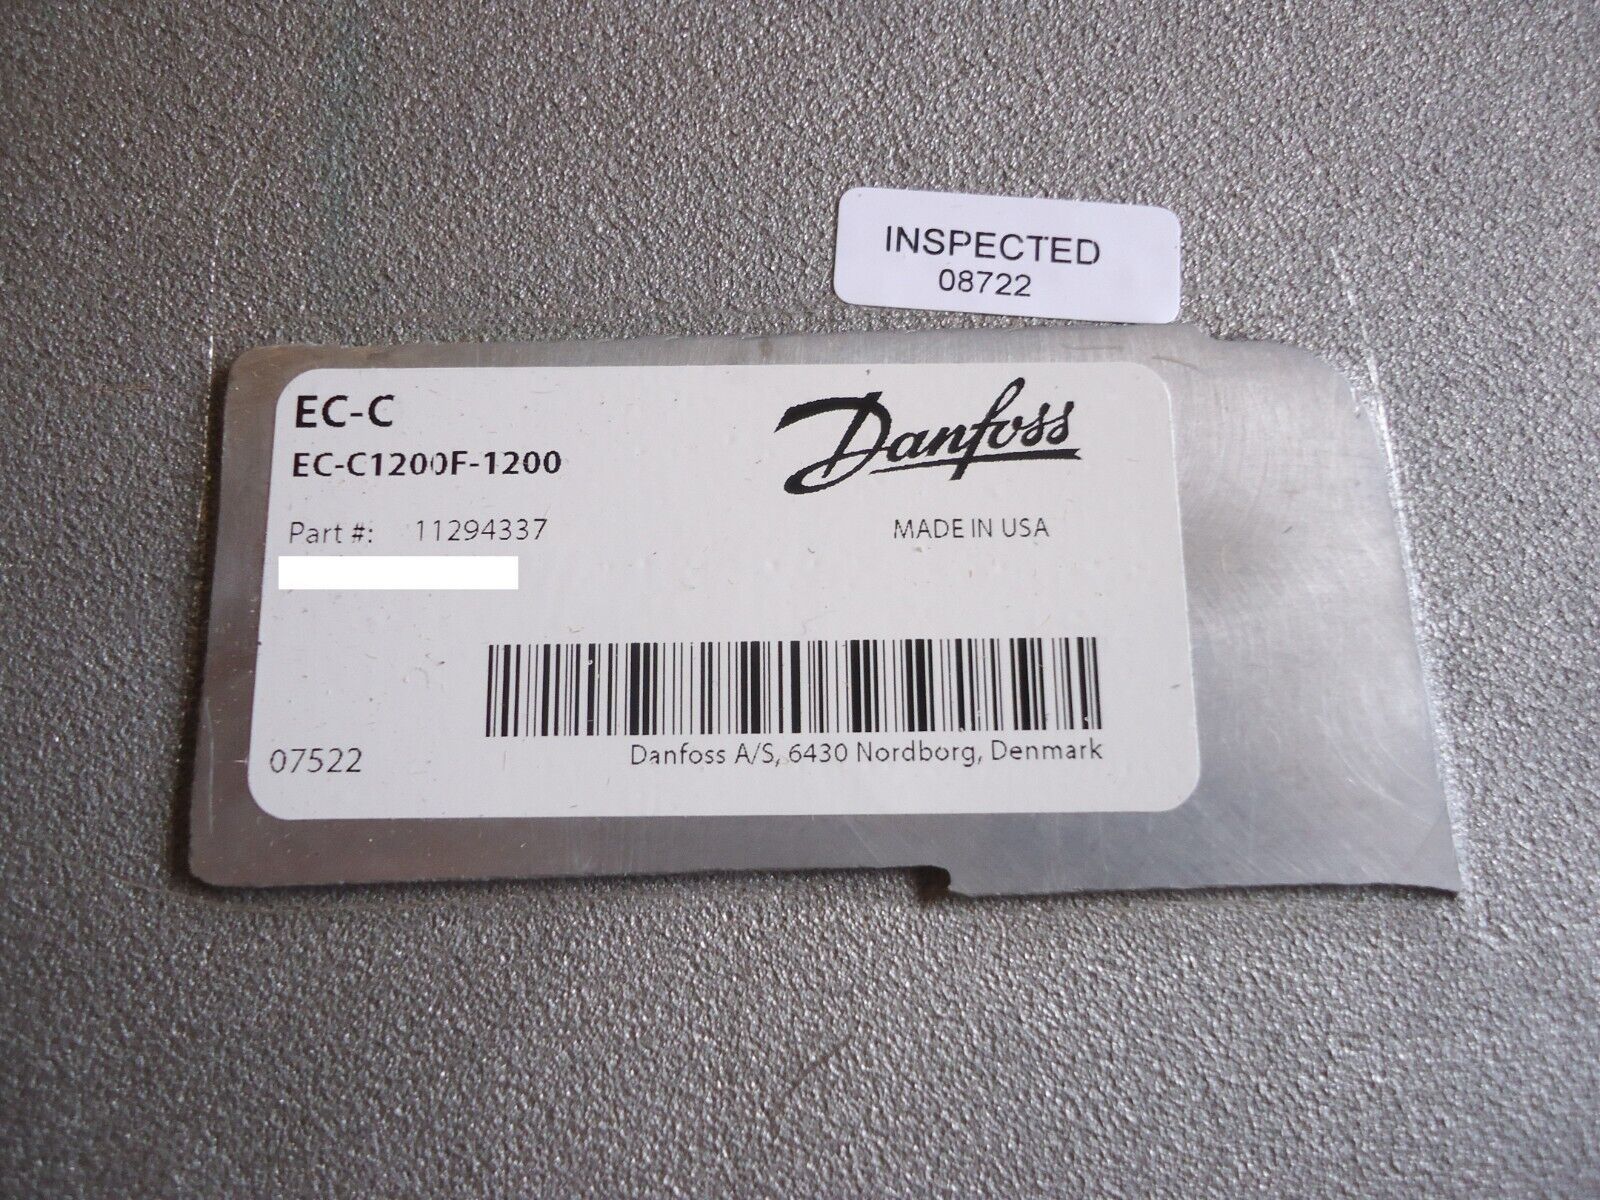 INSPECTED
08722
EC-C
Danfoss
EC-C1200F-1200
Part #: 11294337
MADE IN USA
Danfoss A/S, 6430 Nordborg, Denmark
07522